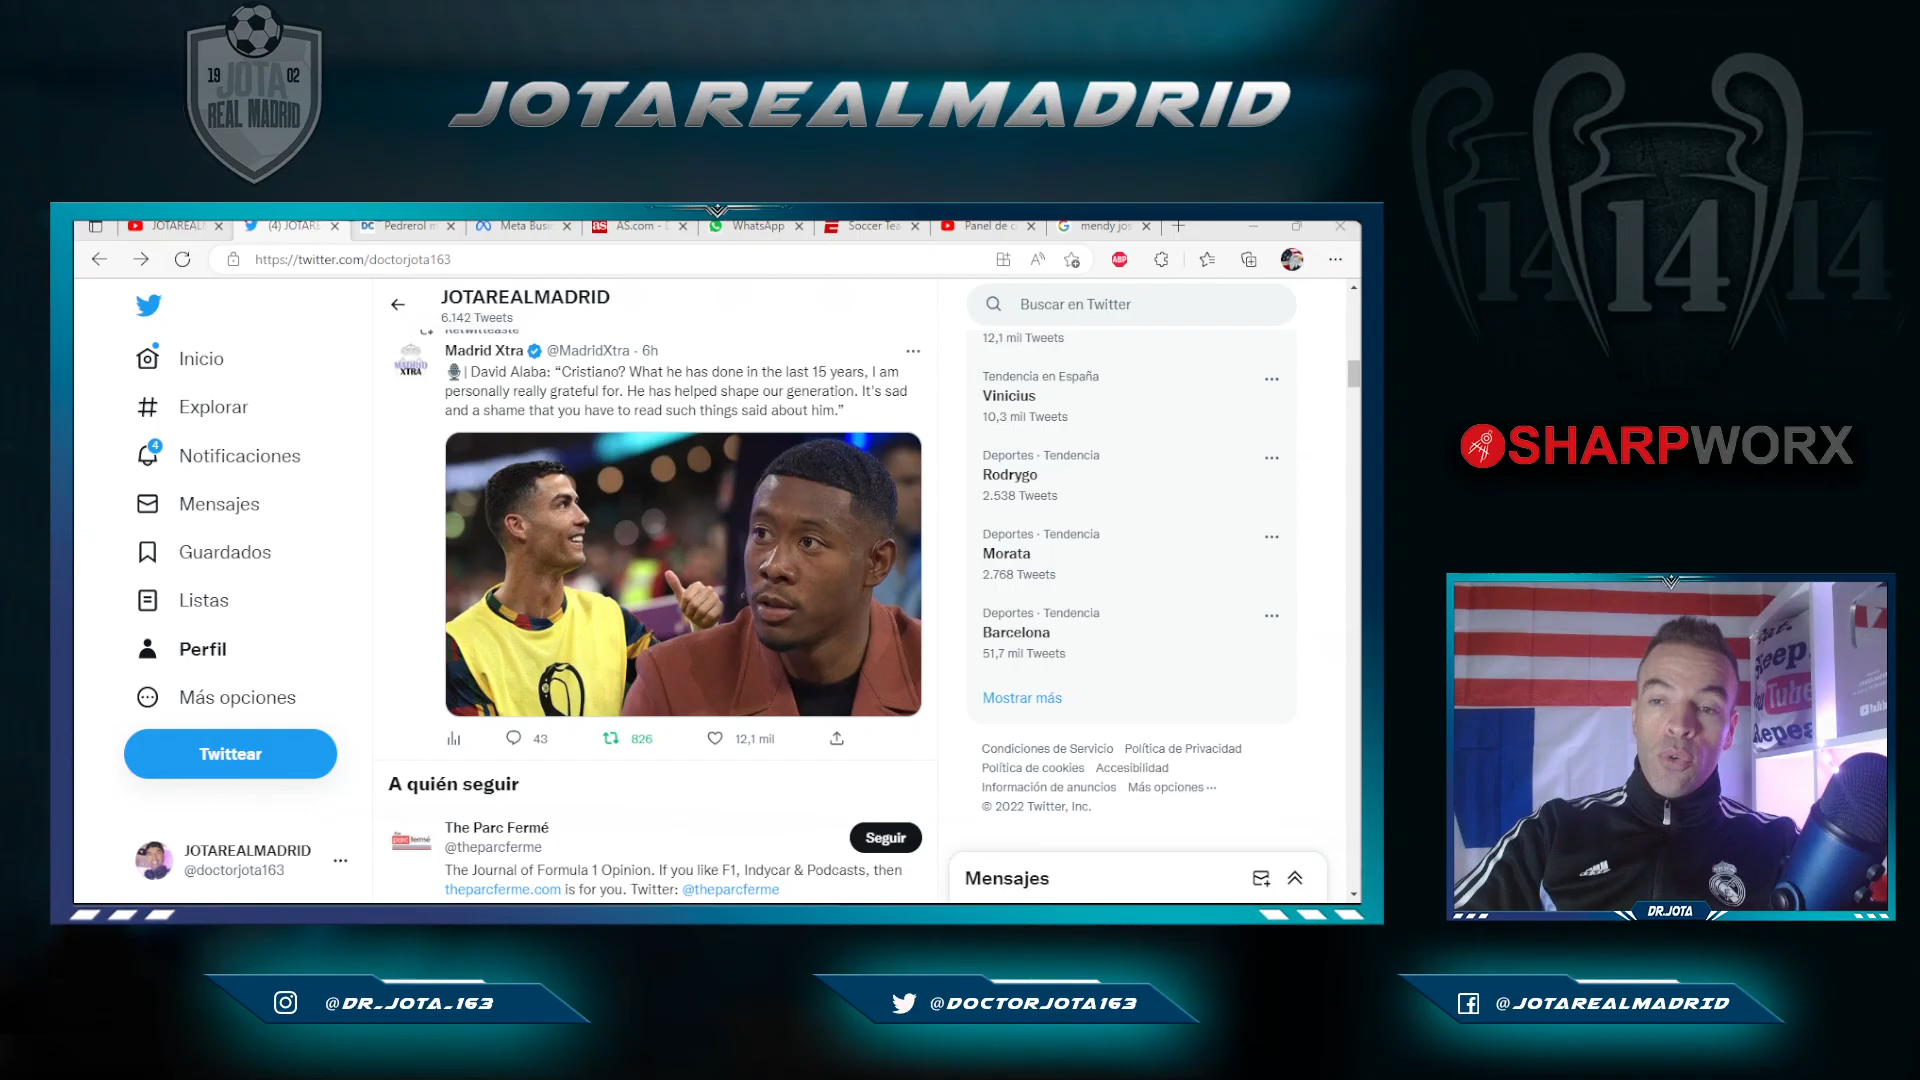 19 02
JOTA
REAL MADRID
JOTAREALMADRID
14 14 14
JOTAREAL
(4) JOTARE
Pedrerol m
Meta Busi
AS.com - D
WhatsApp
Soccer Tea
Panel de c
mendy jos
https://twitter.com/doctorjota163
ABP
JOTAREALMADRID
6.142 Tweets
Retwitteaste
Inicio
Explorar
4
Notificaciones
Mensajes
Guardados
Listas
Perfil
Más opciones
Twittear
JOTAREALMADRID
@doctorjota163
MADRID
XTRA
Madrid Xtra @MadridXtra · 6h
| David Alaba: “Cristiano? What he has done in the last 15 years, I am
personally really grateful for. He has helped shape our generation. It's sad
and a shame that you have to read such things said about him.”
43 826 12,1 mil
A quién seguir
The Parc Fermé
@theparcferme
Seguir
The Journal of Formula 1 Opinion. If you like F1, Indycar & Podcasts, then
theparcferme.com is for you. Twitter: @theparcferme
Buscar en Twitter
12,1 mil Tweets
Tendencia en España
Vinicius
10,3 mil Tweets
Deportes · Tendencia
Rodrygo
2.538 Tweets
Deportes · Tendencia
Morata
2.768 Tweets
Deportes · Tendencia
Barcelona
51,7 mil Tweets
Mostrar más
Condiciones de Servicio Política de Privacidad
Política de cookies Accesibilidad
Información de anuncios Más opciones ···
© 2022 Twitter, Inc.
Mensajes
SHARPWORX
DR.JOTA
@DR_JOTA_163
@DOCTORJOTA163
@JOTAREALMADRID